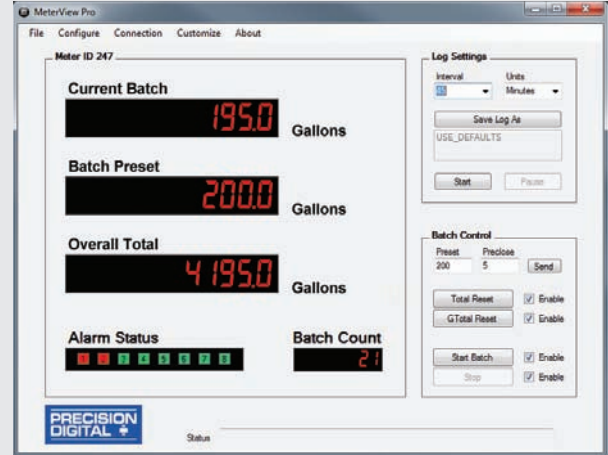 MeterView Pro
File Configure Connection Customize About
Meter ID 247
Current Batch
195.0
Gallons
Batch Preset
200.0
Gallons
Overall Total
4195.0
Gallons
Alarm Status
1 2 3 4 5 6 7 8
Batch Count
21
Log Settings
Interval Units
Minutes
Save Log As
USE_DEFAULTS
Start Pause
Batch Control
Preset Preclose
200 5 Send
Total Reset Enable
GTotal Reset Enable
Start Batch Enable
Stop Enable
PRECISION
DIGITAL
Status